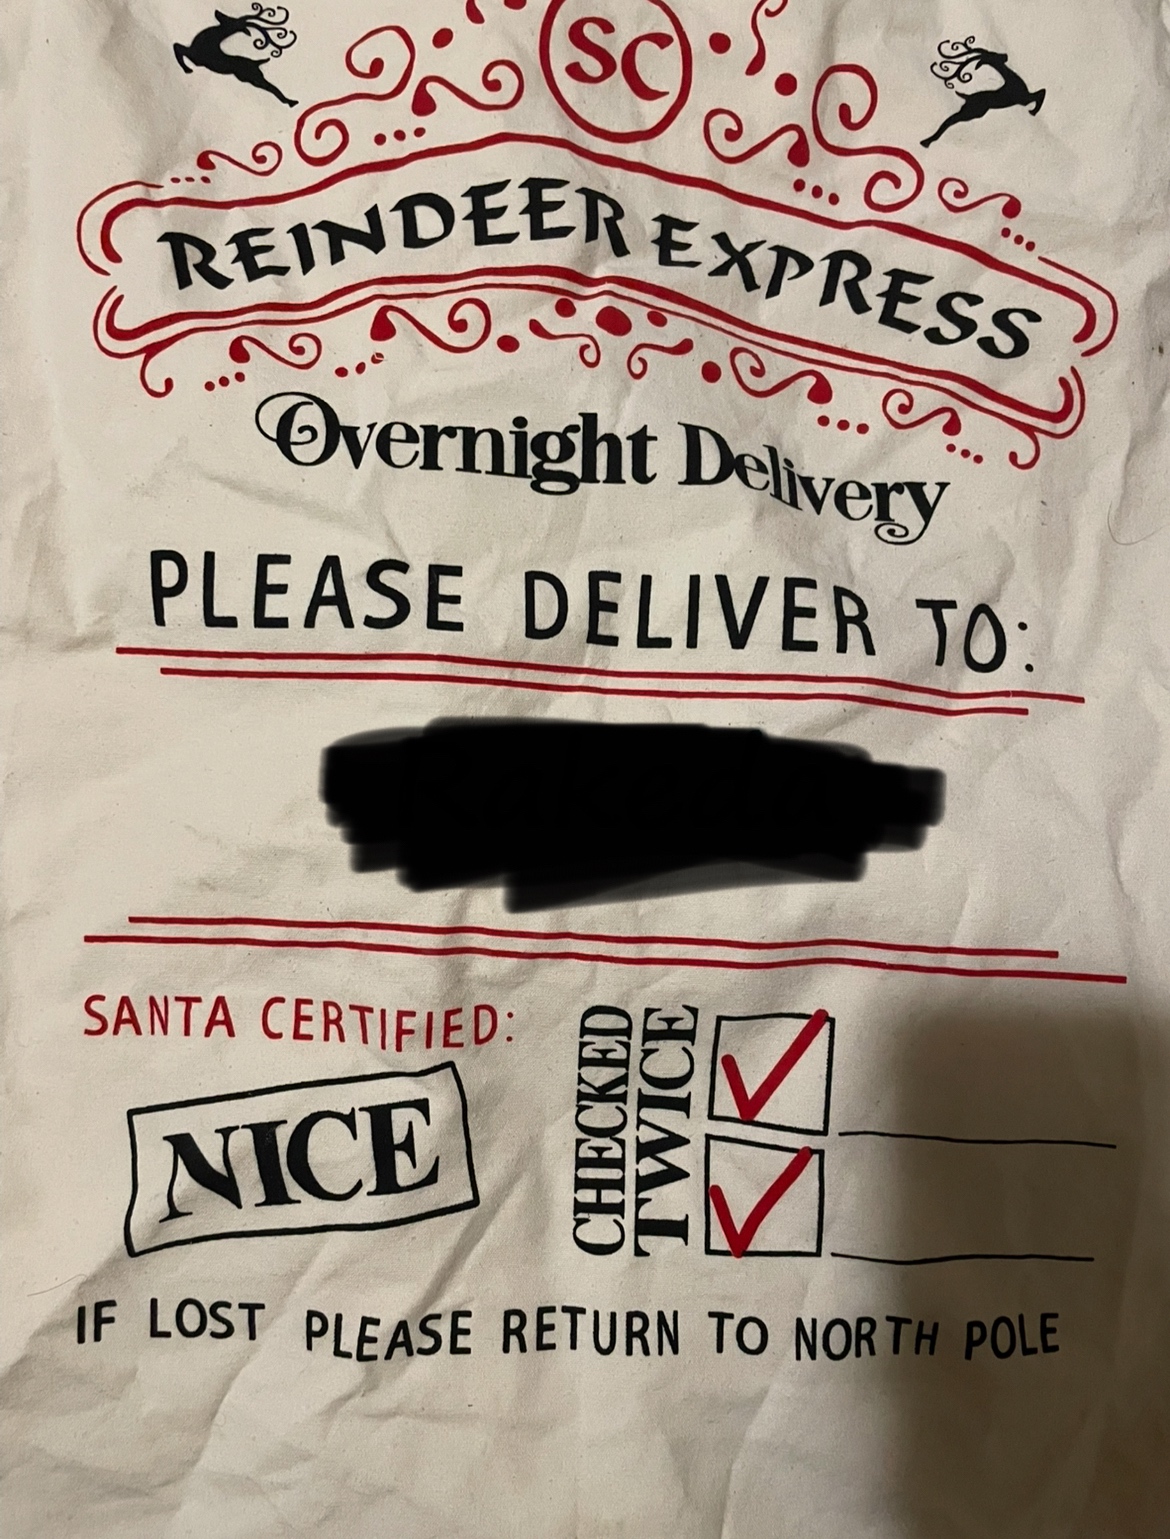 SC
REINDEER EXPRESS
Overnight Delivery
PLEASE DELIVER TO:
SANTA CERTIFIED:
NICE
CHECKED
TWICE
IF LOST PLEASE RETURN TO NORTH POLE